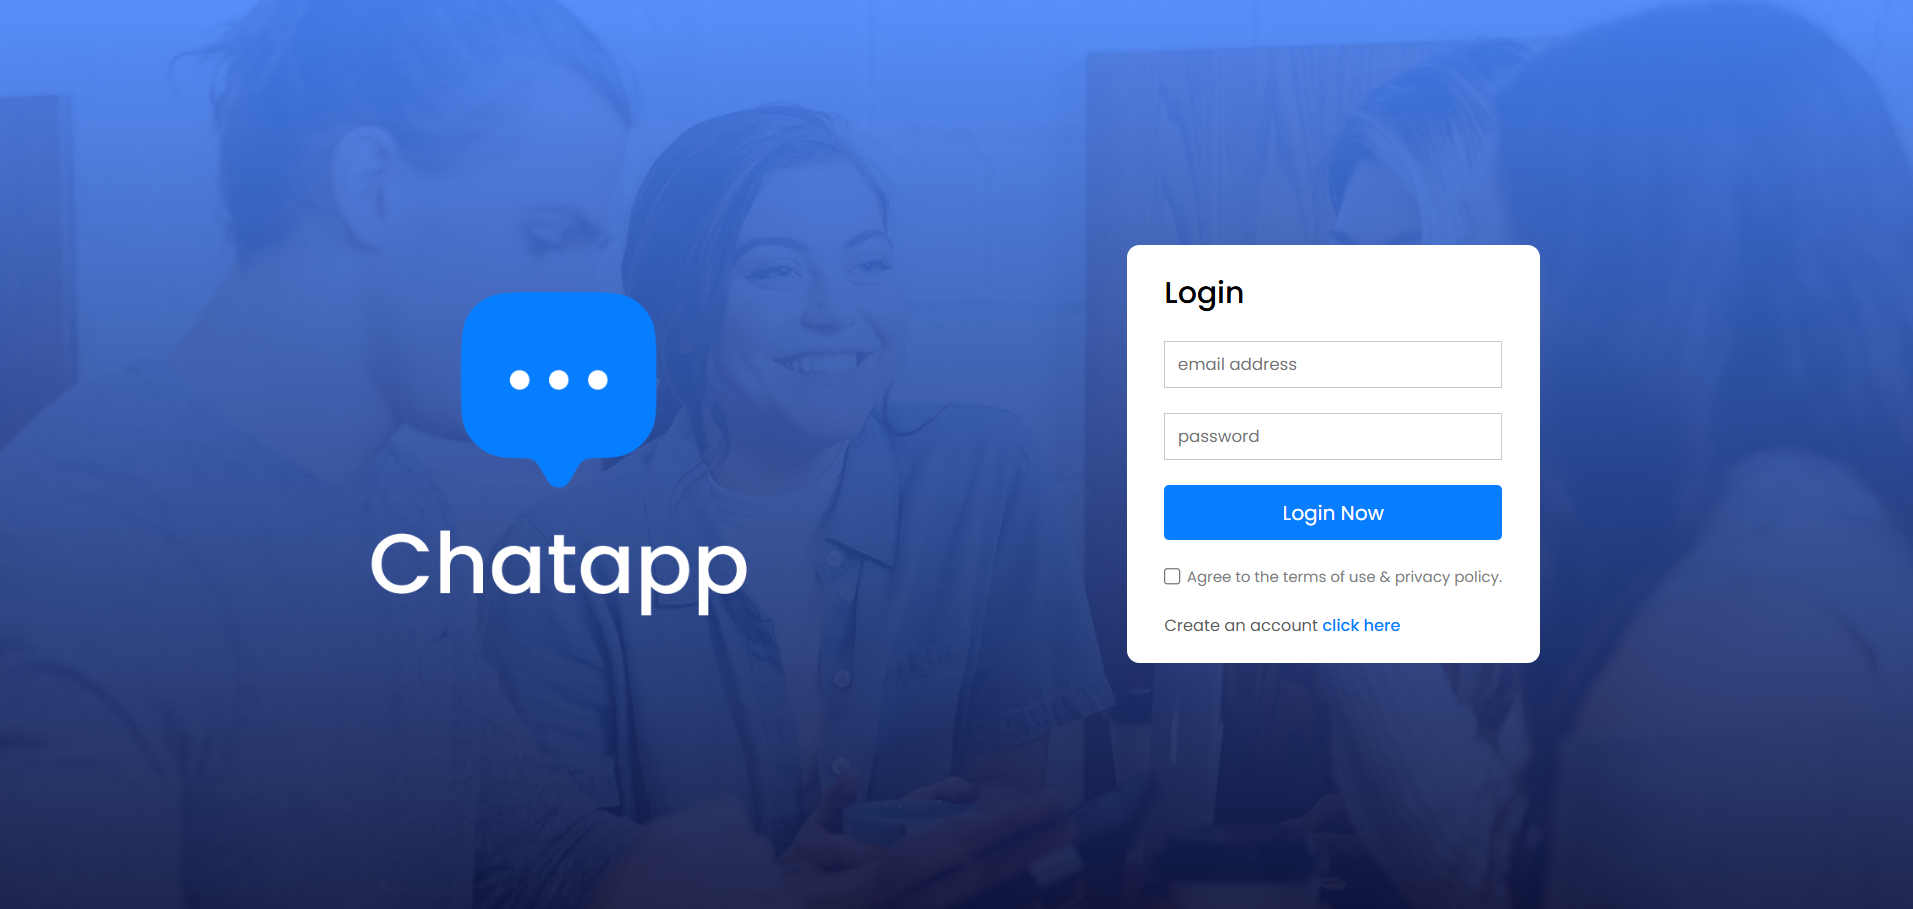 Chatapp
Login
email address
password
Login Now
Agree to the terms of use & privacy policy.
Create an account click here